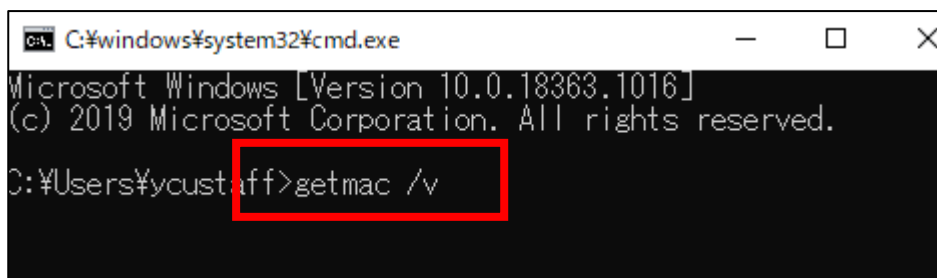 C:¥windows¥system32¥cmd.exe
Microsoft Windows [Version 10.0.18363.1016]
(c) 2019 Microsoft Corporation. All rights reserved.
C:¥Users¥ycustaff>getmac /v